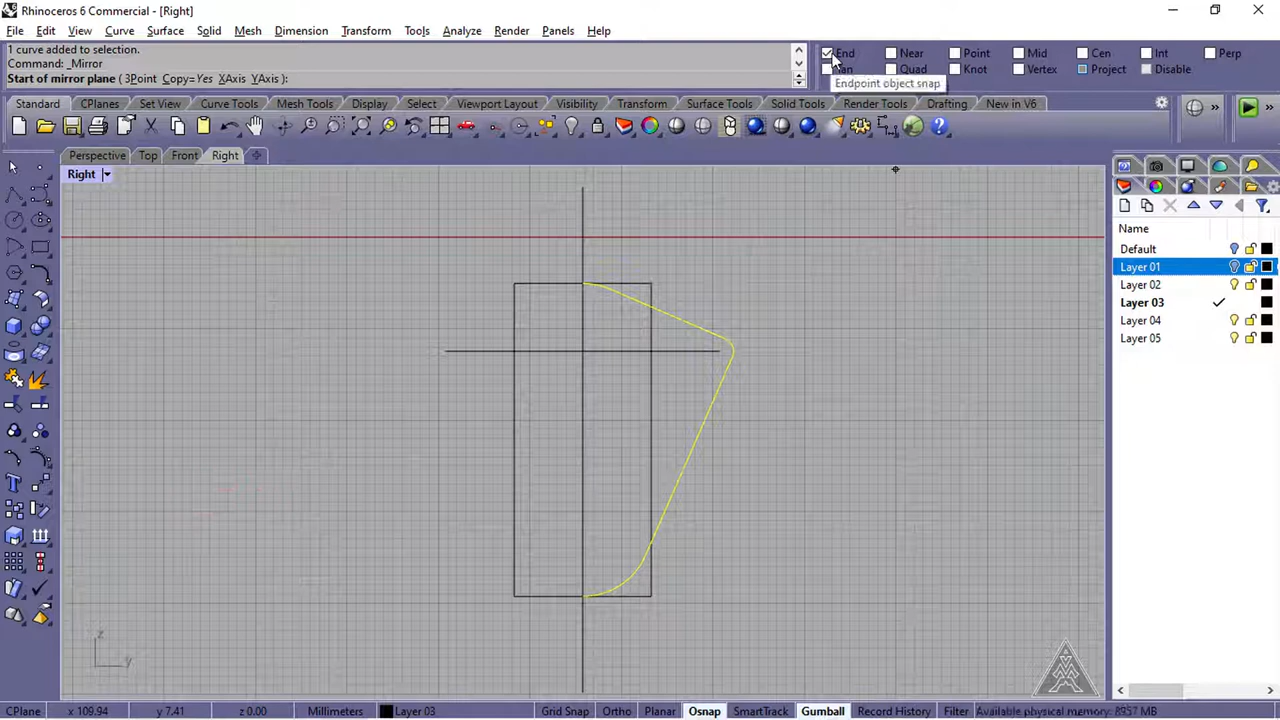 Rhinoceros 6 Commercial - [Right]
File Edit View Curve Surface Solid Mesh Dimension Transform Tools Analyze Render Panels Help
1 curve added to selection.
Command: _Mirror
Start of mirror plane (3Point Copy=Yes XAxis YAxis):
End Near Point Mid Cen Int Perp
Quad Knot Vertex Project Disable
Endpoint object snap
Standard CPlanes Set View Display Select Viewport Layout Visibility Transform Curve Tools Surface Tools Solid Tools Mesh Tools Render Tools Drafting New in V6
Perspective Top Front Right
Right
Name
Default
Layer 01
Layer 02
Layer 03
Layer 04
Layer 05
z
y
CPlane x 109.94 y 7.41 z 0.00 Millimeters Layer 03 Grid Snap Ortho Planar Osnap SmartTrack Gumball Record History Filter Available physical memory: 8957 MB